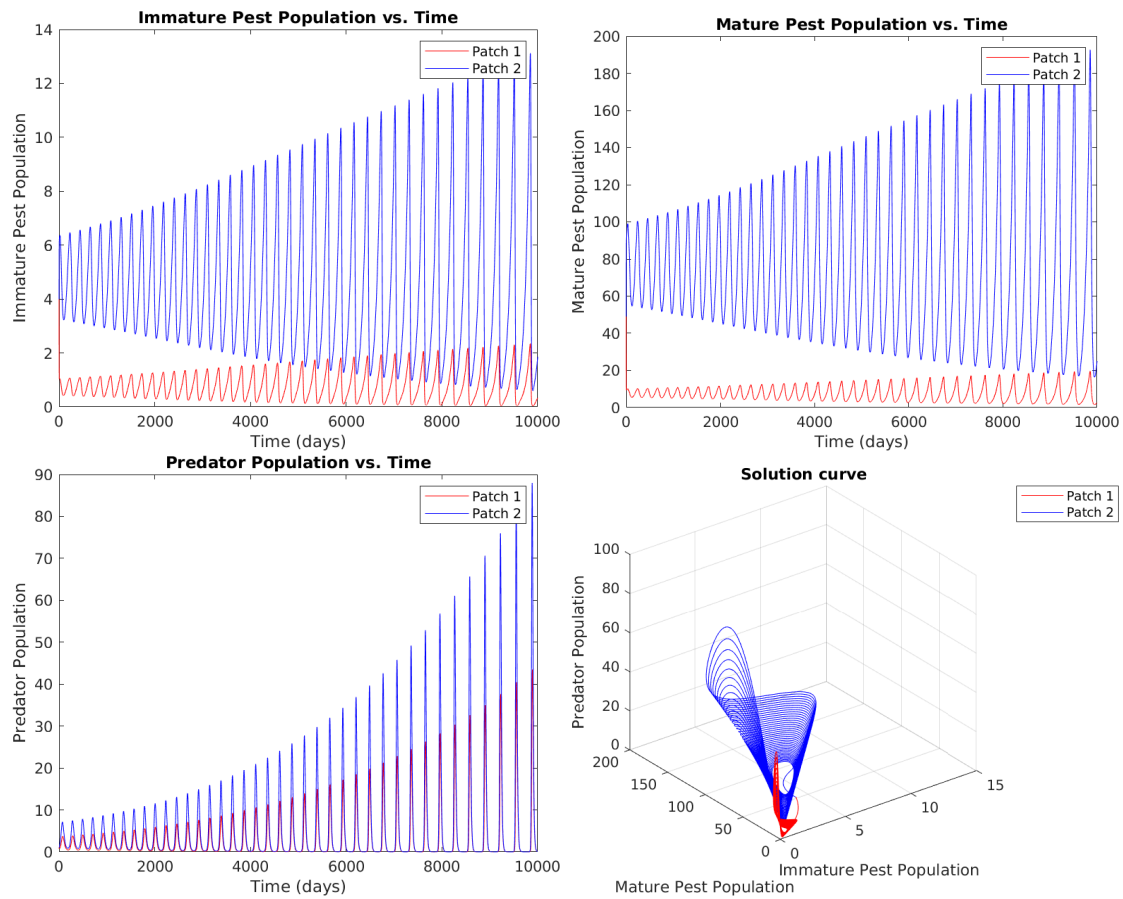 Immature Pest Population vs. Time
14
12
10
8
6
4
2
0
0 2000 4000 6000 8000 10000
Immature Pest Population
Time (days)
Patch 1
Patch 2
Mature Pest Population vs. Time
200
180
160
140
120
100
80
60
40
20
0
0 2000 4000 6000 8000 10000
Mature Pest Population
Time (days)
Patch 1
Patch 2
Predator Population vs. Time
90
80
70
60
50
40
30
20
10
0
0 2000 4000 6000 8000 10000
Predator Population
Time (days)
Patch 1
Patch 2
Solution curve
Patch 1
Patch 2
100
80
60
40
20
0
Predator Population
200
150
100
50
0
Mature Pest Population
0
5
10
15
Immature Pest Population